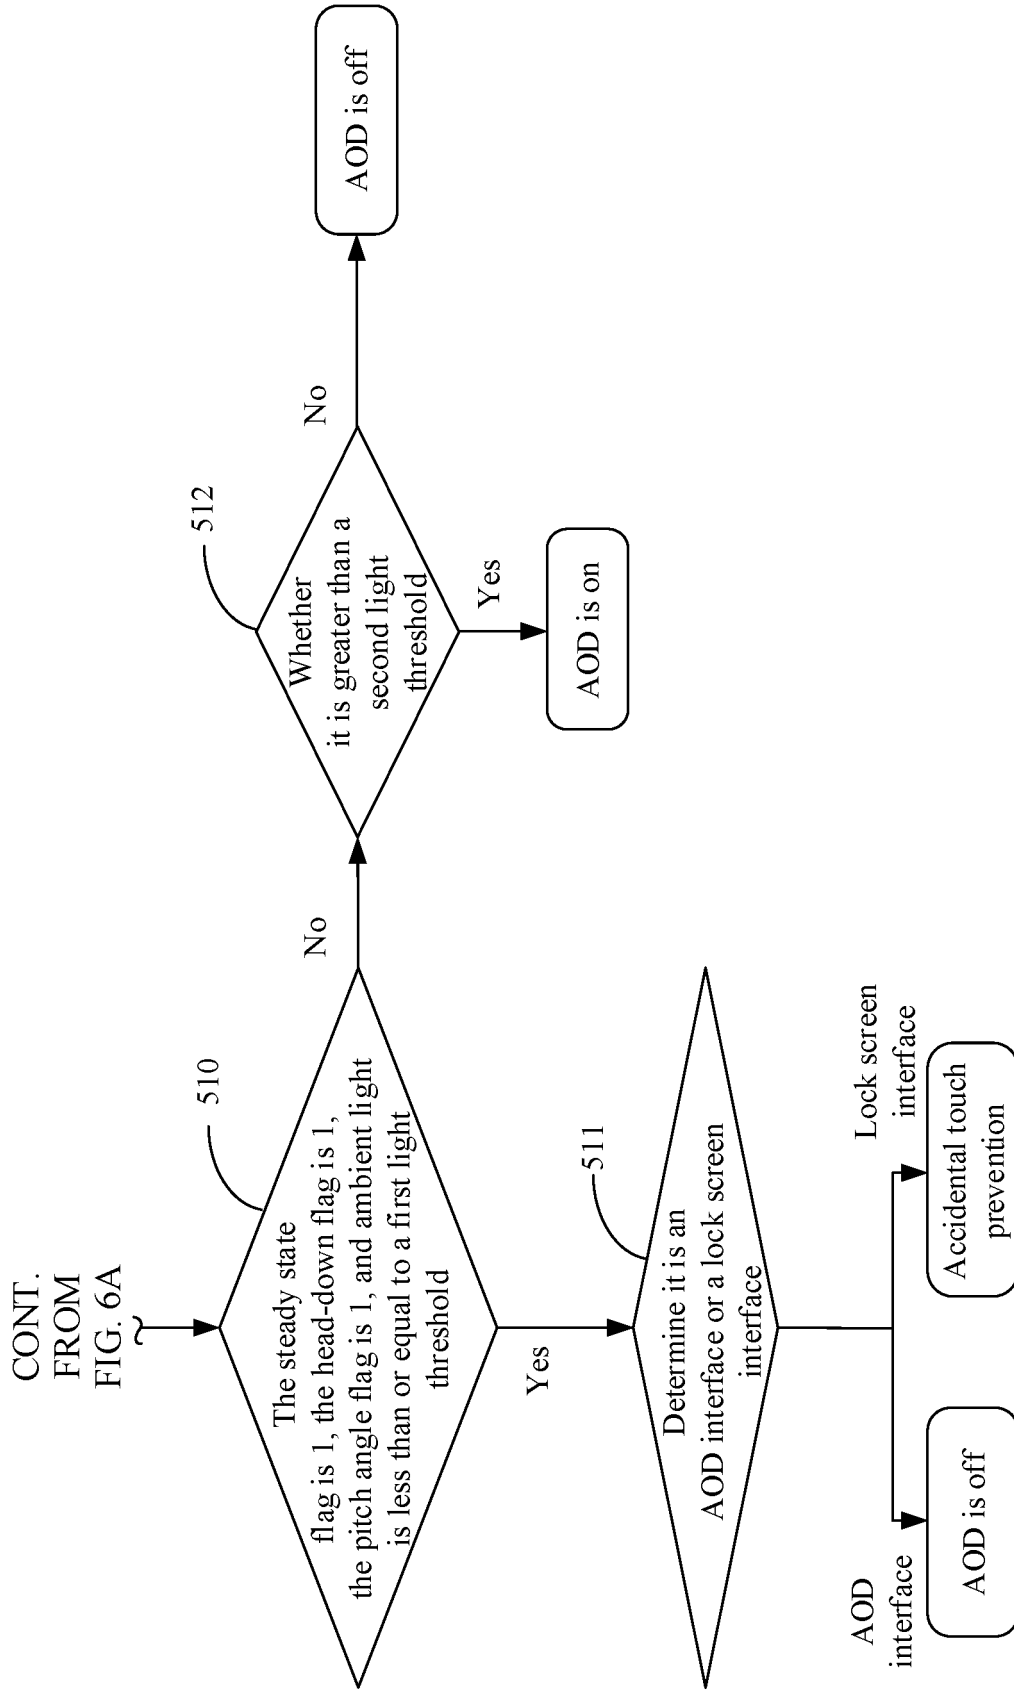 CONT.
FROM
FIG. 6A
510
The steady state
flag is 1, the head-down flag is 1,
the pitch angle flag is 1, and ambient light
is less than or equal to a first light
threshold
No
512
Whether
it is greater than a
second light
threshold
No
AOD is off
Yes
AOD is on
Yes
511
Determine it is an
AOD interface or a lock screen
interface
AOD
interface
AOD is off
Lock screen
interface
Accidental touch
prevention